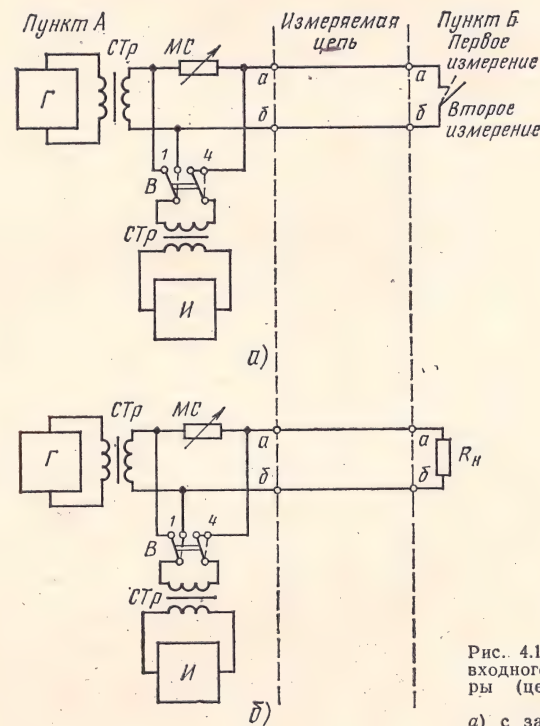 Пункт А
СТр
МС
Измеряемая
цепь
Пункт Б
Первое
измерение
Второе
измерение
Г
а
а
б
б
1
4
В
СТр
И
а)
СТр
МС
Г
а
а
б
б
Rн
1
4
В
СТр
И
б)
Рис. 4.1
входного
ры (це
а) с за